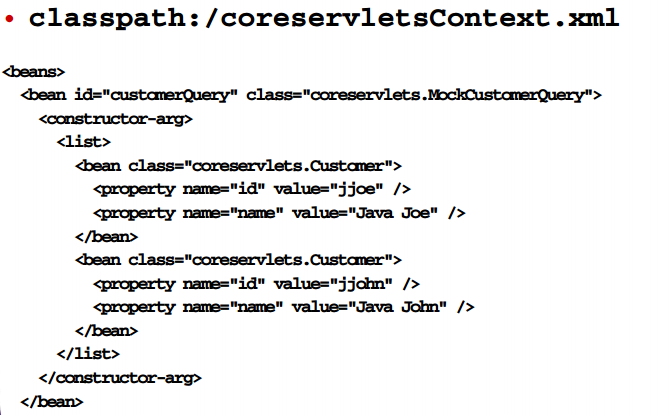 • classpath:/coreservletsContext.xml
<beans>
<bean id="customerQuery" class="coreservlets.MockCustomerQuery">
<constructor-arg>
<list>
<bean class="coreservlets.Customer">
<property name="id" value="jjoe" />
<property name="name" value="Java Joe" />
</bean>
<bean class="coreservlets.Customer">
<property name="id" value="jjohn" />
<property name="name" value="Java John" />
</bean>
</list>
</constructor-arg>
</bean>